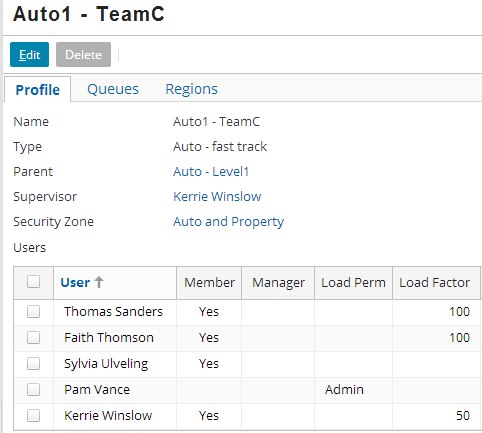 Auto1 - TeamC
Edit Delete
Profile Queues Regions
Name Auto1 - TeamC
Type Auto - fast track
Parent Auto - Level1
Supervisor Kerrie Winslow
Security Zone Auto and Property
Users
User ↑ Member Manager Load Perm Load Factor
Thomas Sanders Yes 100
Faith Thomson Yes 100
Sylvia Ulveling Yes
Pam Vance Admin
Kerrie Winslow Yes 50